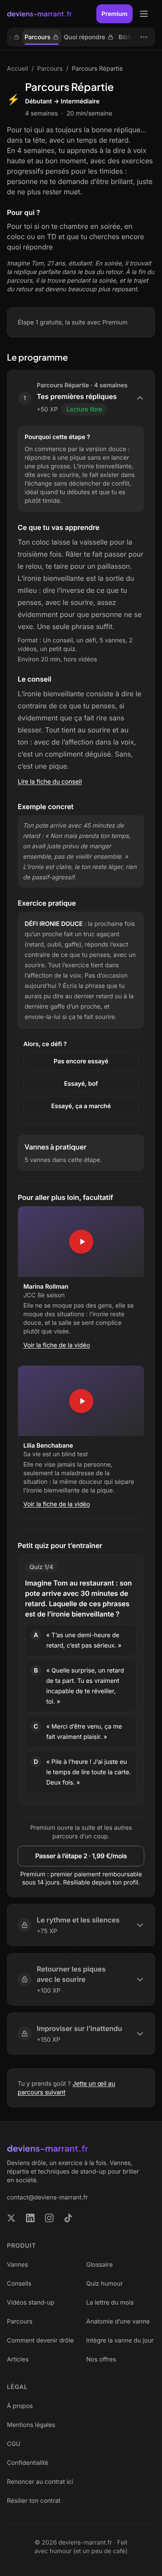 deviens-marrant.fr
Premium
Parcours
Quoi répondre
Accueil / Parcours / Parcours Répartie
⚡
Parcours Répartie
Débutant → Intermédiaire
4 semaines · 20 min/semaine
Pour toi qui as toujours la bonne réplique…
dans ta tête, une fois rentré chez toi.
En 4 semaines, tu apprends à la dire à voix
haute et au bon moment, avec des exercices
progressifs et des situations précises :
personne ne te demande d'être brillant, juste
de ne plus rester muet.
Pour qui ?
Si tu te tais en tchambre de soirée, en
coloc ou en TD et que tu cherches encore
quoi répondre
Imagine Tom, 21 ans, étudiant. En soirée, il trouvait
la réplique parfaite dans le bus du retour. À la fin du
parcours, il la trouve pendant la soirée, et le trajet
du retour est devenu beaucoup plus reposant.
Étape 1 gratuite, la suite avec Premium
Le programme
1
Parcours Répartie · 4 semaines
Tes premières répliques
+50 XP
Lecture libre
Pourquoi cette étape ?
On commence par la version douce :
répondre à une pique sans en lancer
une plus grosse. L'ironie bienveillante,
dite avec le sourire, te fait exister dans
l'échange sans déclencher de conflit,
idéal quand tu débutes et que tu es
plutôt timide.
Ce que tu vas apprendre
Ton coloc laisse la vaisselle pour la
troisième fois. Râler te fait passer pour
le relou, te taire pour un paillasson.
L'ironie bienveillante est la sortie du
milieu : dire l'inverse de ce que tu
penses, avec le sourire, assez
évidemment pour que personne ne se
vexe. Une seule phrase suffit.
Format : Un conseil, un défi, 5 vannes, 2
vidéos, un petit quiz.
Environ 20 min, hors vidéos
Le conseil
L'ironie bienveillante consiste à dire le
contraire de ce que tu penses, si
évidemment que ça fait rire sans
blesser. Tout tient au sourire et au
ton : avec de l'affection dans la voix,
c'est un compliment déguisé. Sans,
c'est une pique.
Lire la fiche du conseil
Exemple concret
Ton pote arrive avec 45 minutes de
retard : « Non mais prends ton temps,
on avait juste prévu de manger
ensemble, pas de vieillir ensemble. »
L'ironie est claire, le ton reste léger, rien
de passif-agressif.
Exercice pratique
DÉFI IRONIE DOUCE : la prochaine fois
qu'un proche fait un truc agaçant
(retard, oubli, gaffe), réponds l'exact
contraire de ce que tu penses, avec un
sourire. Tout l'exercice tient dans
l'affection de la voix. Pas d'occasion
aujourd'hui ? Écris la phrase que tu
aurais pu dire au dernier retard ou à la
dernière gaffe d'un proche, et
envoie-la-lui si ça te fait sourire.
Alors, ce défi ?
Pas encore essayé
Essayé, bof
Essayé, ça a marché
Vannes à pratiquer
5 vannes dans cette étape.
Pour aller plus loin, facultatif
Marina Rollman
JCC 8è saison
Elle ne se moque pas des gens, elle se
moque des situations : l'ironie reste
douce, et la salle se sent complice
plutôt que visée.
Voir la fiche de la vidéo
Lilia Benchabane
Sa vie est un blind test
Elle ne vise jamais la personne,
seulement la maladresse de la
situation : la même douceur qui sépare
l'ironie bienveillante de la pique.
Voir la fiche de la vidéo
Petit quiz pour t'entraîner
Quiz 1/4
Imagine Tom au restaurant : son
pote arrive avec 30 minutes de
retard. Laquelle de ces phrases
est de l'ironie bienveillante ?
A
« T'as une demi-heure de
retard, c'est pas sérieux. »
B
« Quelle surprise, un retard
de ta part. Tu es vraiment
incapable de te réveiller,
toi. »
C
« Merci d'être venu, ça me
fait vraiment plaisir. »
D
« Pile à l'heure ! J'ai juste eu
le temps de lire toute la carte.
Deux fois. »
Premium ouvre la suite et les autres
parcours d'un coup.
Passer à l'étape 2 · 1,99 €/mois
Premium : premier paiement remboursable
sous 14 jours. Résiliable depuis ton profil.
Le rythme et les silences
+75 XP
Retourner les piques
avec le sourire
+100 XP
Improviser sur l'inattendu
+150 XP
Tu y prends goût ? Jette un œil au
parcours suivant
deviens-marrant.fr
Deviens drôle, un exercice à la fois. Vannes,
répartie et techniques de stand-up pour briller
en société.
contact@deviens-marrant.fr
PRODUIT
Vannes
Glossaire
Conseils
Quiz humour
Vidéos stand-up
La lettre du mois
Parcours
Anatomie d'une vanne
Comment devenir drôle
Intègre la vanne du jour
Articles
Nos offres
LÉGAL
À propos
Mentions légales
CGU
Confidentialité
Renoncer au contrat ici
Résilier ton contrat
© 2026 deviens-marrant.fr · Fait
avec humour (et un peu de café)